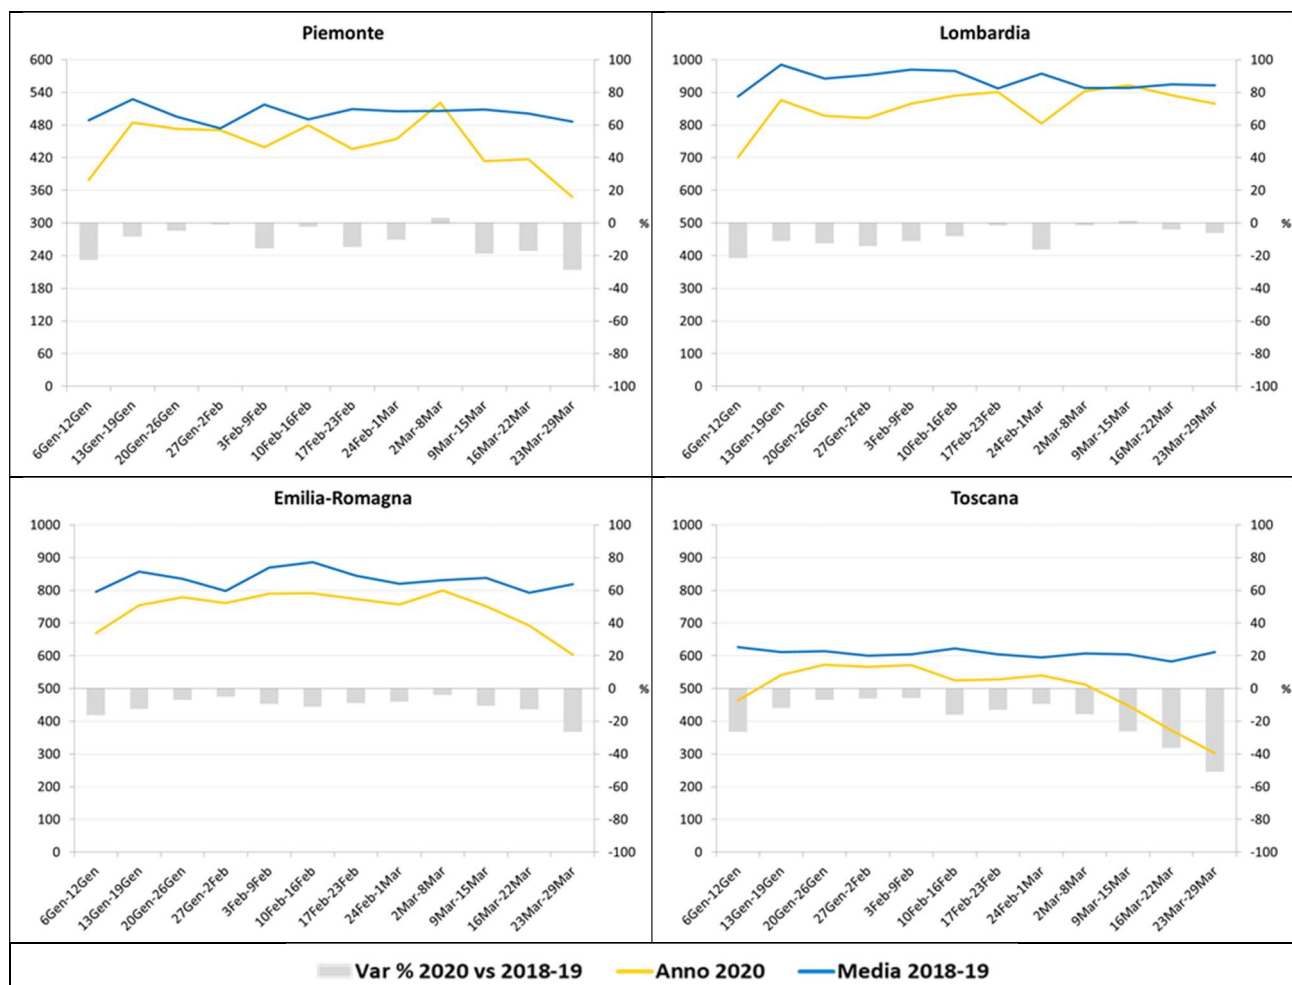 Piemonte
600
540
480
420
360
300
240
180
120
60
0
100
80
60
40
20
0
-20
-40
-60
-80
-100
%
6Gen-12Gen
13Gen-19Gen
20Gen-26Gen
27Gen-2Feb
3Feb-9Feb
10Feb-16Feb
17Feb-23Feb
24Feb-1Mar
2Mar-8Mar
9Mar-15Mar
16Mar-22Mar
23Mar-29Mar
Lombardia
1000
900
800
700
600
500
400
300
200
100
0
100
80
60
40
20
0
-20
-40
-60
-80
-100
%
6Gen-12Gen
13Gen-19Gen
20Gen-26Gen
27Gen-2Feb
3Feb-9Feb
10Feb-16Feb
17Feb-23Feb
24Feb-1Mar
2Mar-8Mar
9Mar-15Mar
16Mar-22Mar
23Mar-29Mar
Emilia-Romagna
1000
900
800
700
600
500
400
300
200
100
0
100
80
60
40
20
0
-20
-40
-60
-80
-100
%
6Gen-12Gen
13Gen-19Gen
20Gen-26Gen
27Gen-2Feb
3Feb-9Feb
10Feb-16Feb
17Feb-23Feb
24Feb-1Mar
2Mar-8Mar
9Mar-15Mar
16Mar-22Mar
23Mar-29Mar
Toscana
1000
900
800
700
600
500
400
300
200
100
0
100
80
60
40
20
0
-20
-40
-60
-80
-100
%
6Gen-12Gen
13Gen-19Gen
20Gen-26Gen
27Gen-2Feb
3Feb-9Feb
10Feb-16Feb
17Feb-23Feb
24Feb-1Mar
2Mar-8Mar
9Mar-15Mar
16Mar-22Mar
23Mar-29Mar
Var % 2020 vs 2018-19 Anno 2020 Media 2018-19